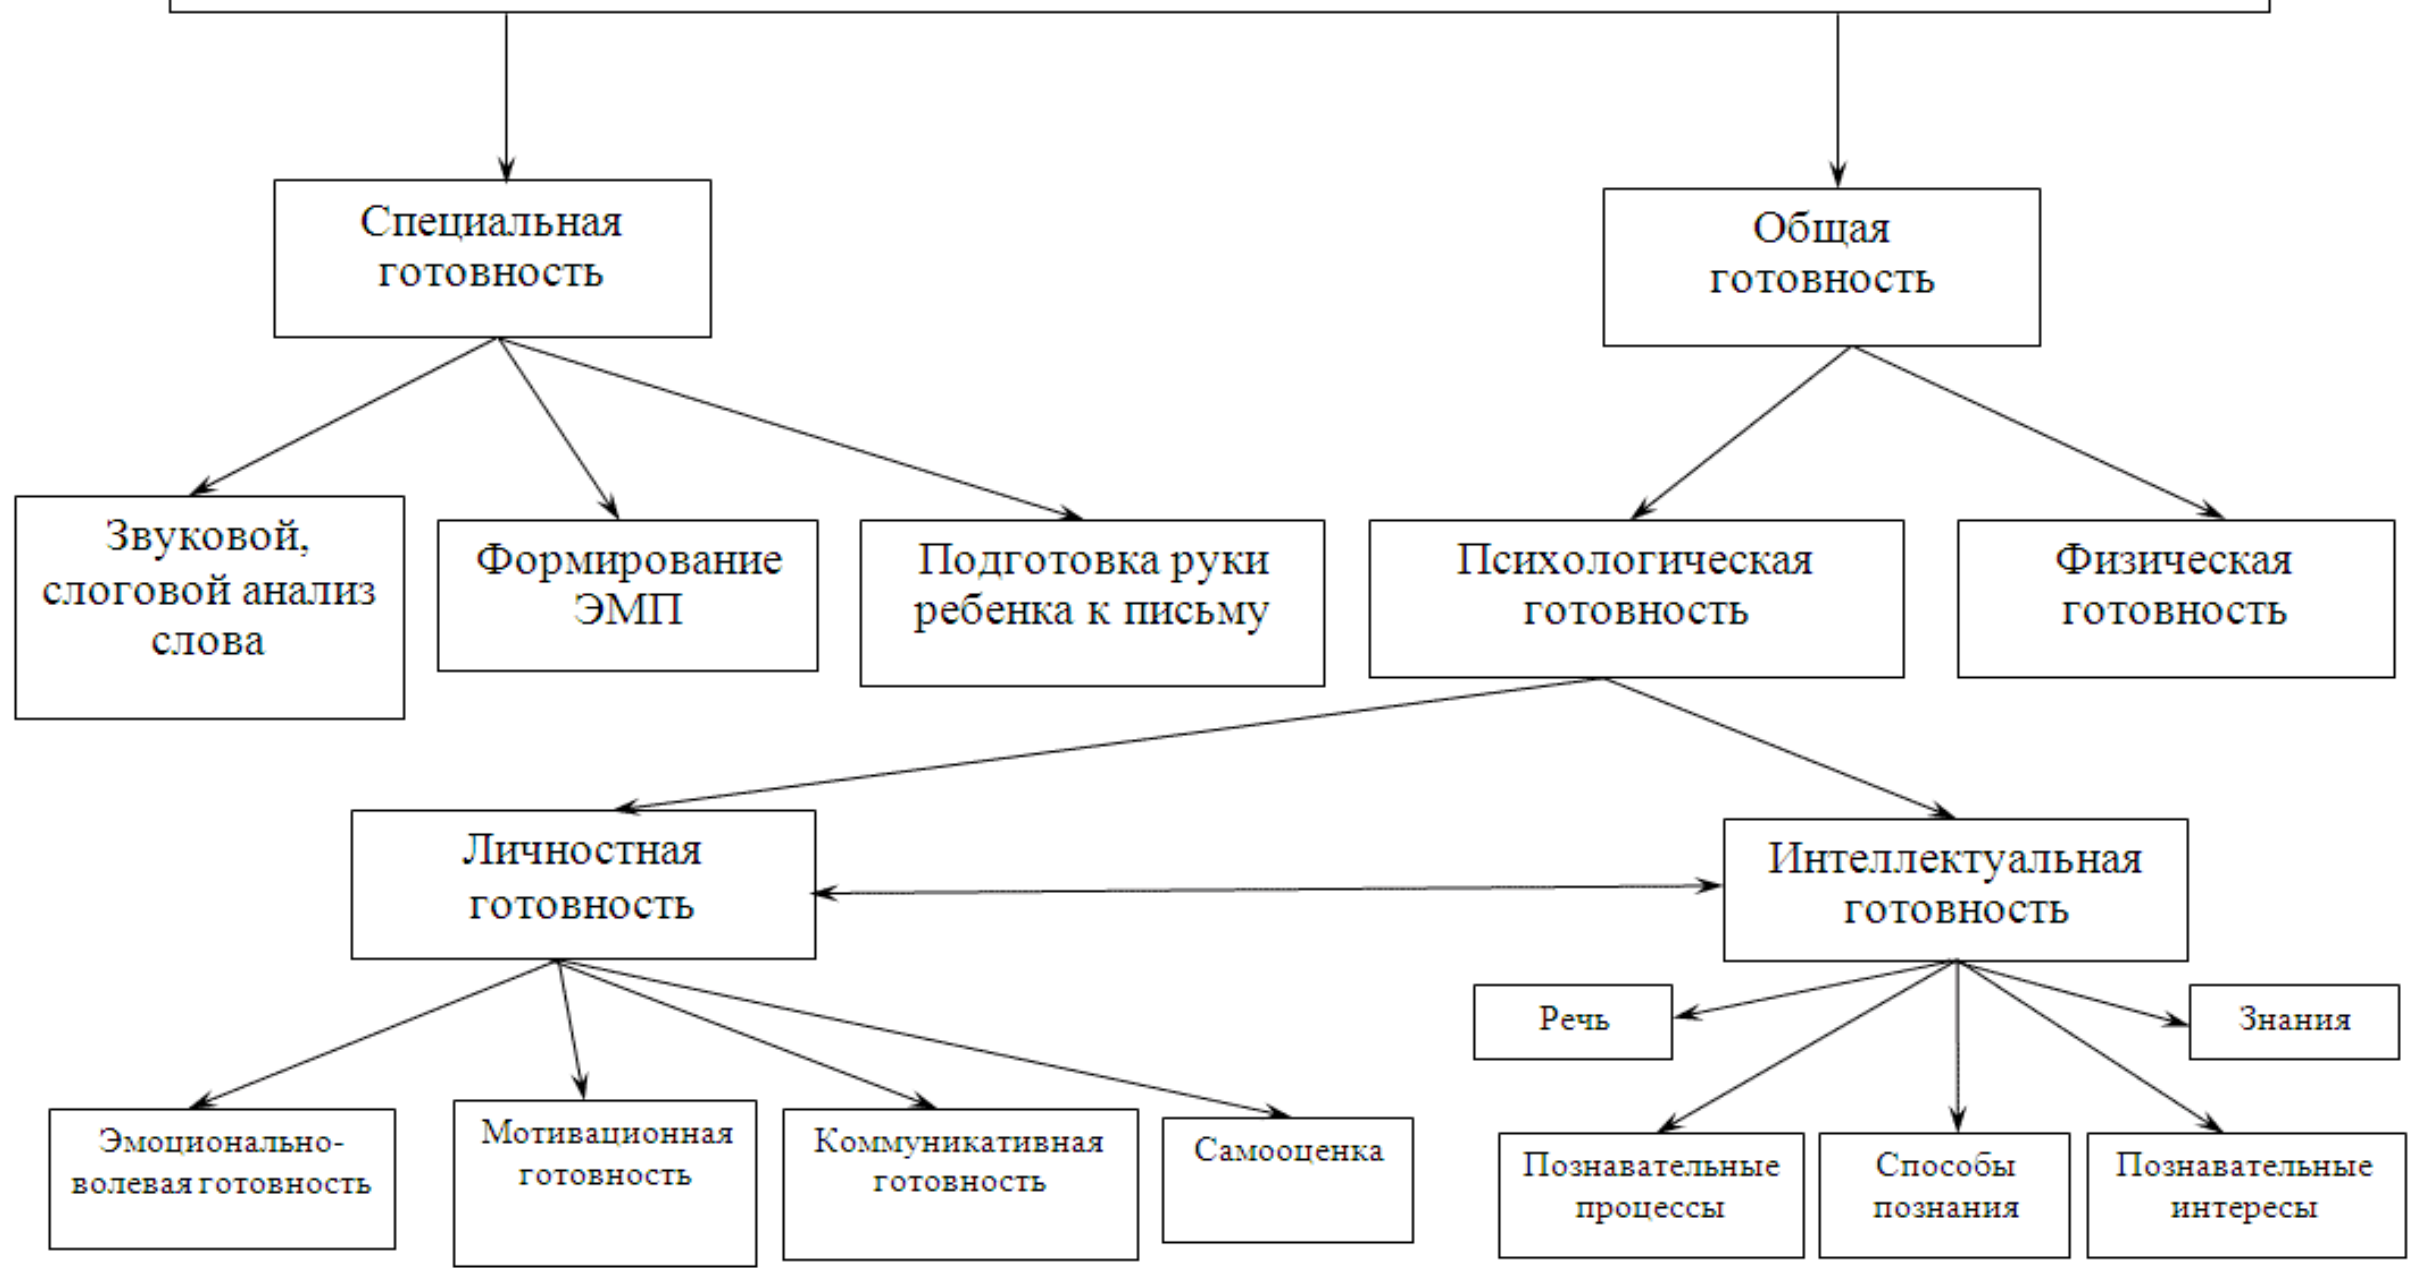 Специальная
готовность
Общая
готовность
Звуковой,
слоговой анализ
слова
Формирование
ЭМП
Подготовка руки
ребенка к письму
Психологическая
готовность
Физическая
готовность
Личностная
готовность
Интеллектуальная
готовность
Речь
Знания
Эмоционально-
волевая готовность
Мотивационная
готовность
Коммуникативная
готовность
Самооценка
Познавательные
процессы
Способы
познания
Познавательные
интересы